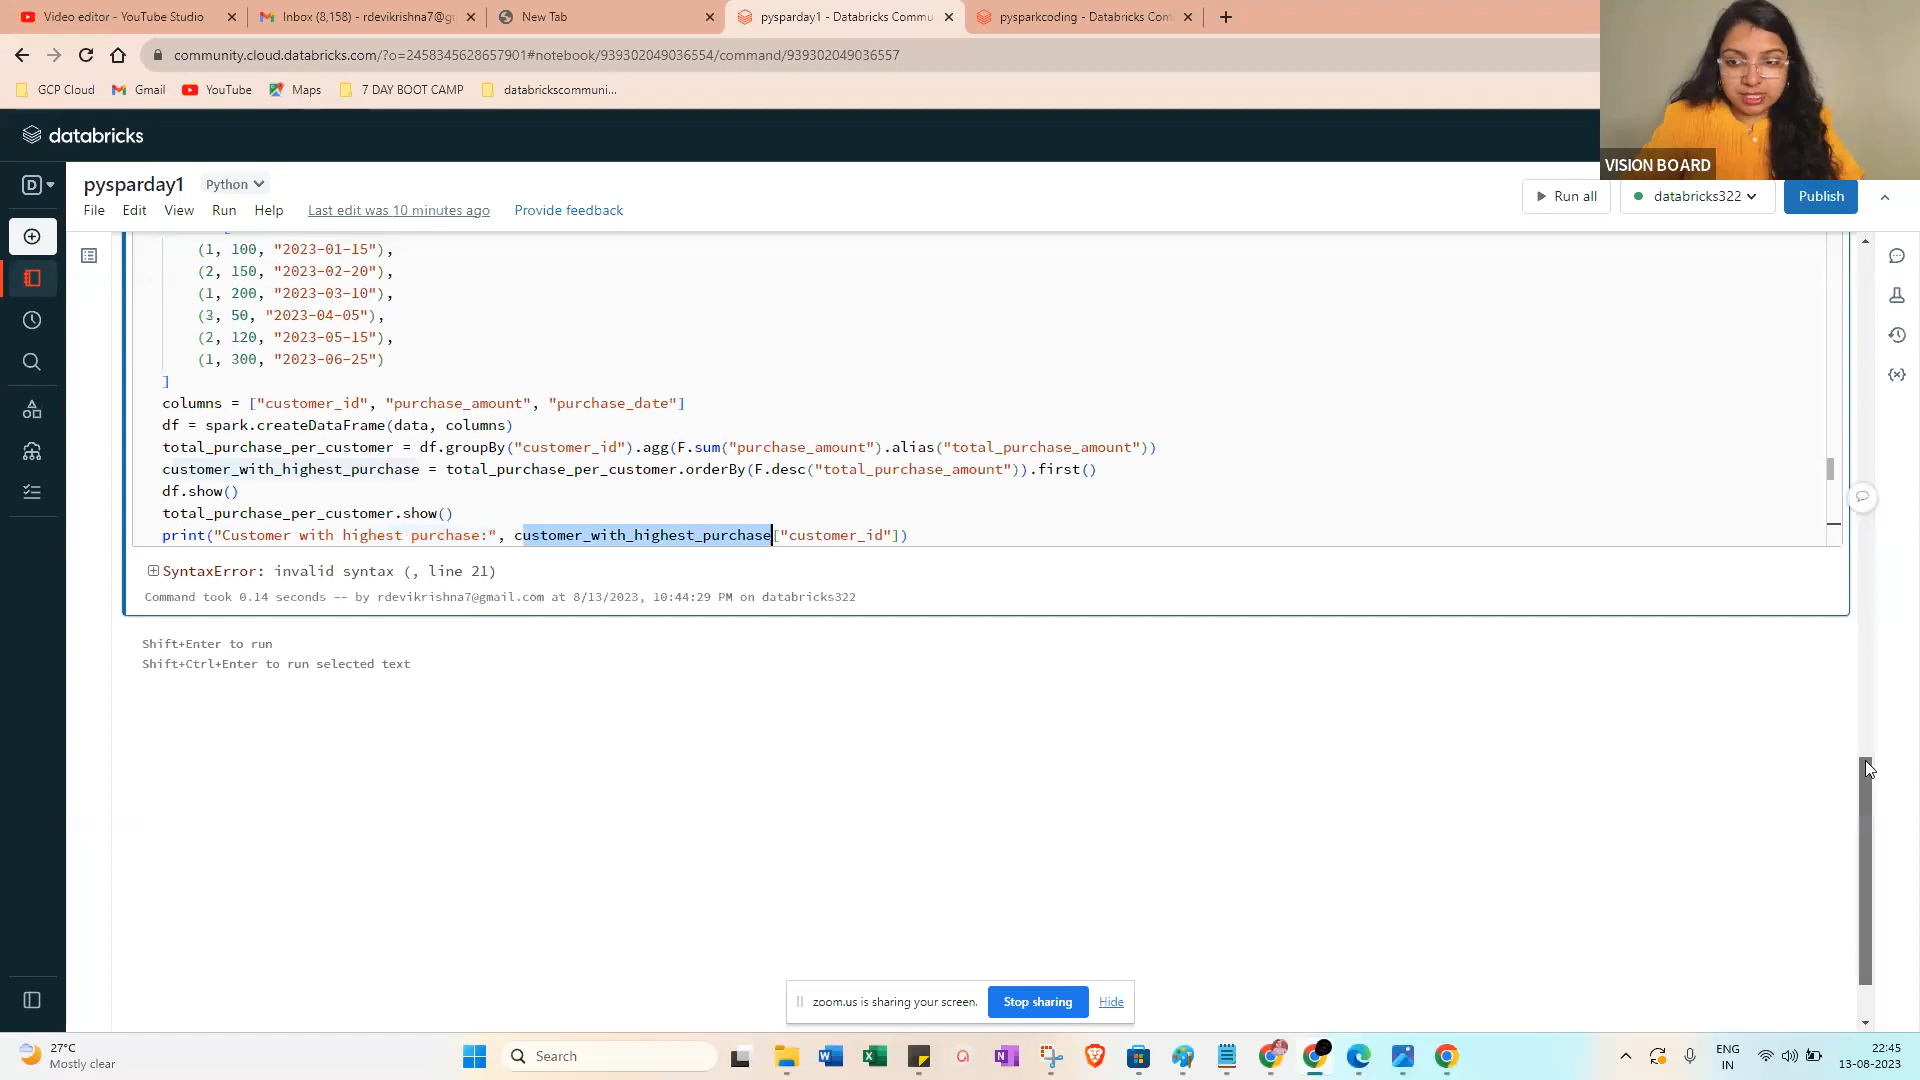 Video editor - YouTube Studio
Inbox (8,158) - rdevikrishna7@g
New Tab
pysparday1 - Databricks Commu
pysparkcoding - Databricks Com
community.cloud.databricks.com/?o=2458345628657901#notebook/939302049036554/command/939302049036557
GCP Cloud
Gmail
YouTube
Maps
7 DAY BOOT CAMP
databrickscommuni...
databricks
VISION BOARD
D
pysparday1
Python
Run all
databricks322
Publish
File
Edit
View
Run
Help
Last edit was 10 minutes ago
Provide feedback
(1, 100, "2023-01-15"),
(2, 150, "2023-02-20"),
(1, 200, "2023-03-10"),
(3, 50, "2023-04-05"),
(2, 120, "2023-05-15"),
(1, 300, "2023-06-25")
]
columns = ["customer_id", "purchase_amount", "purchase_date"]
df = spark.createDataFrame(data, columns)
total_purchase_per_customer = df.groupBy("customer_id").agg(F.sum("purchase_amount").alias("total_purchase_amount"))
customer_with_highest_purchase = total_purchase_per_customer.orderBy(F.desc("total_purchase_amount")).first()
df.show()
total_purchase_per_customer.show()
print("Customer with highest purchase:", customer_with_highest_purchase["customer_id"])
SyntaxError: invalid syntax (, line 21)
Command took 0.14 seconds -- by rdevikrishna7@gmail.com at 8/13/2023, 10:44:29 PM on databricks322
Shift+Enter to run
Shift+Ctrl+Enter to run selected text
zoom.us is sharing your screen.
Stop sharing
Hide
27°C
Mostly clear
Search
ENG
IN
22:45
13-08-2023